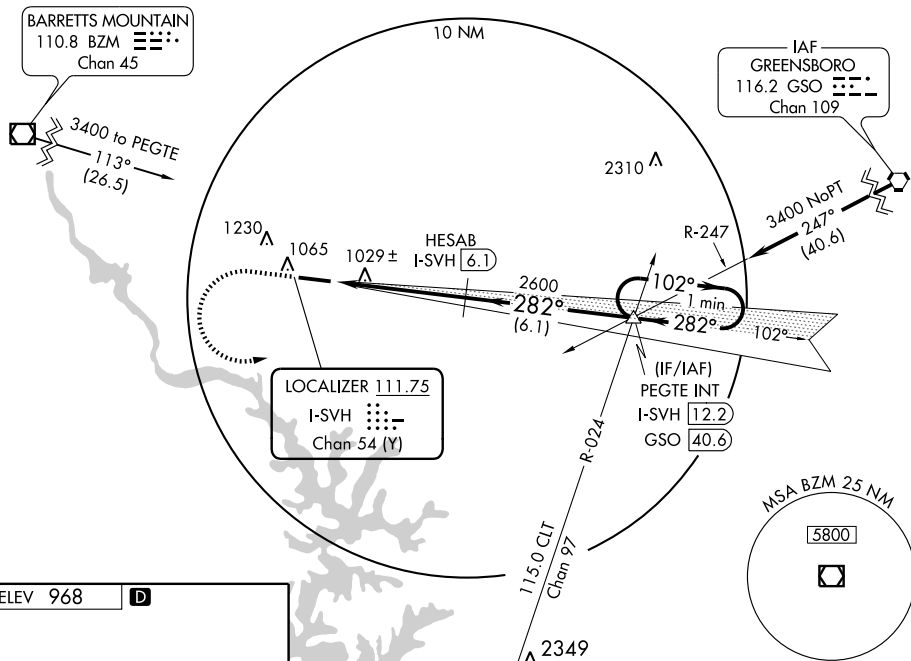 BARRETTS MOUNTAIN
110.8 BZM
Chan 45
10 NM
IAF
GREENSBORO
116.2 GSO
Chan 109
3400 to PEGTE
113°
(26.5)
2310
3400 NoPT
247°
(40.6)
R-247
1230
1065
1029 ±
HESAB
I-SVH 6.1
2600
282°
(6.1)
102°
1 min
282°
102°
LOCALIZER 111.75
I-SVH
Chan 54 (Y)
(IF/IAF)
PEGTE INT
I-SVH 12.2
GSO 40.6
R-024
115.0 CLT
Chan 97
MSA BZM 25 NM
5800
ELEV 968 D
2349